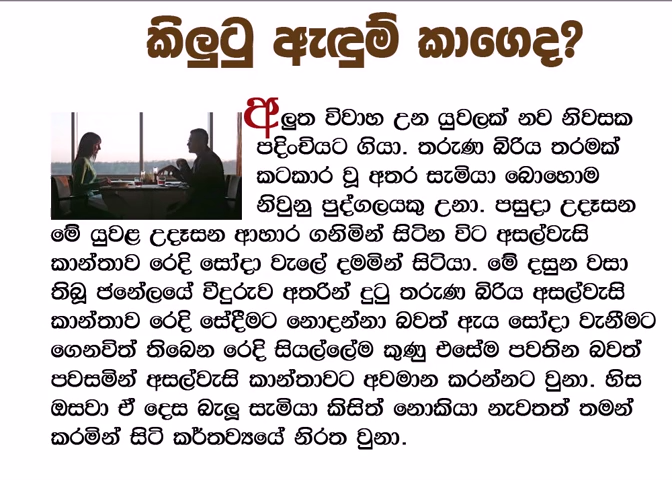 කිලුටු ඇඳුම් කාගෙද?
අලුත විවාහ උන යුවලක් නව නිවසක
පදිංචියට ගියා. තරුණ බිරිය තරමක්
කටකාර වූ අතර සැමියා බොහොම
නිවුනු පුද්ගලයකු උනා. පසුදා උදෑසන
මේ යුවළ උදෑසන ආහාර ගනිමින් සිටින විට අසල්වැසි
කාන්තාව රෙදි සෝදා වැලේ දමමින් සිටියා. මේ දසුන වසා
තිබූ ජනේලයේ වීදුරුව අතරින් දුටු තරුණ බිරිය අසල්වැසි
කාන්තාව රෙදි සේදීමට නොදන්නා බවත් ඇය සෝදා වැනීමට
ගෙනවිත් තිබෙන රෙදි සියල්ලේම කුණු එසේම පවතින බවත්
පවසමින් අසල්වැසි කාන්තාවට අවමාන කරන්නට වුනා. හිස
ඔසවා ඒ දෙස බැලූ සැමියා කිසිත් නොකියා නැවතත් තමන්
කරමින් සිටි කර්තව්‍යයේ නිරත වුනා.